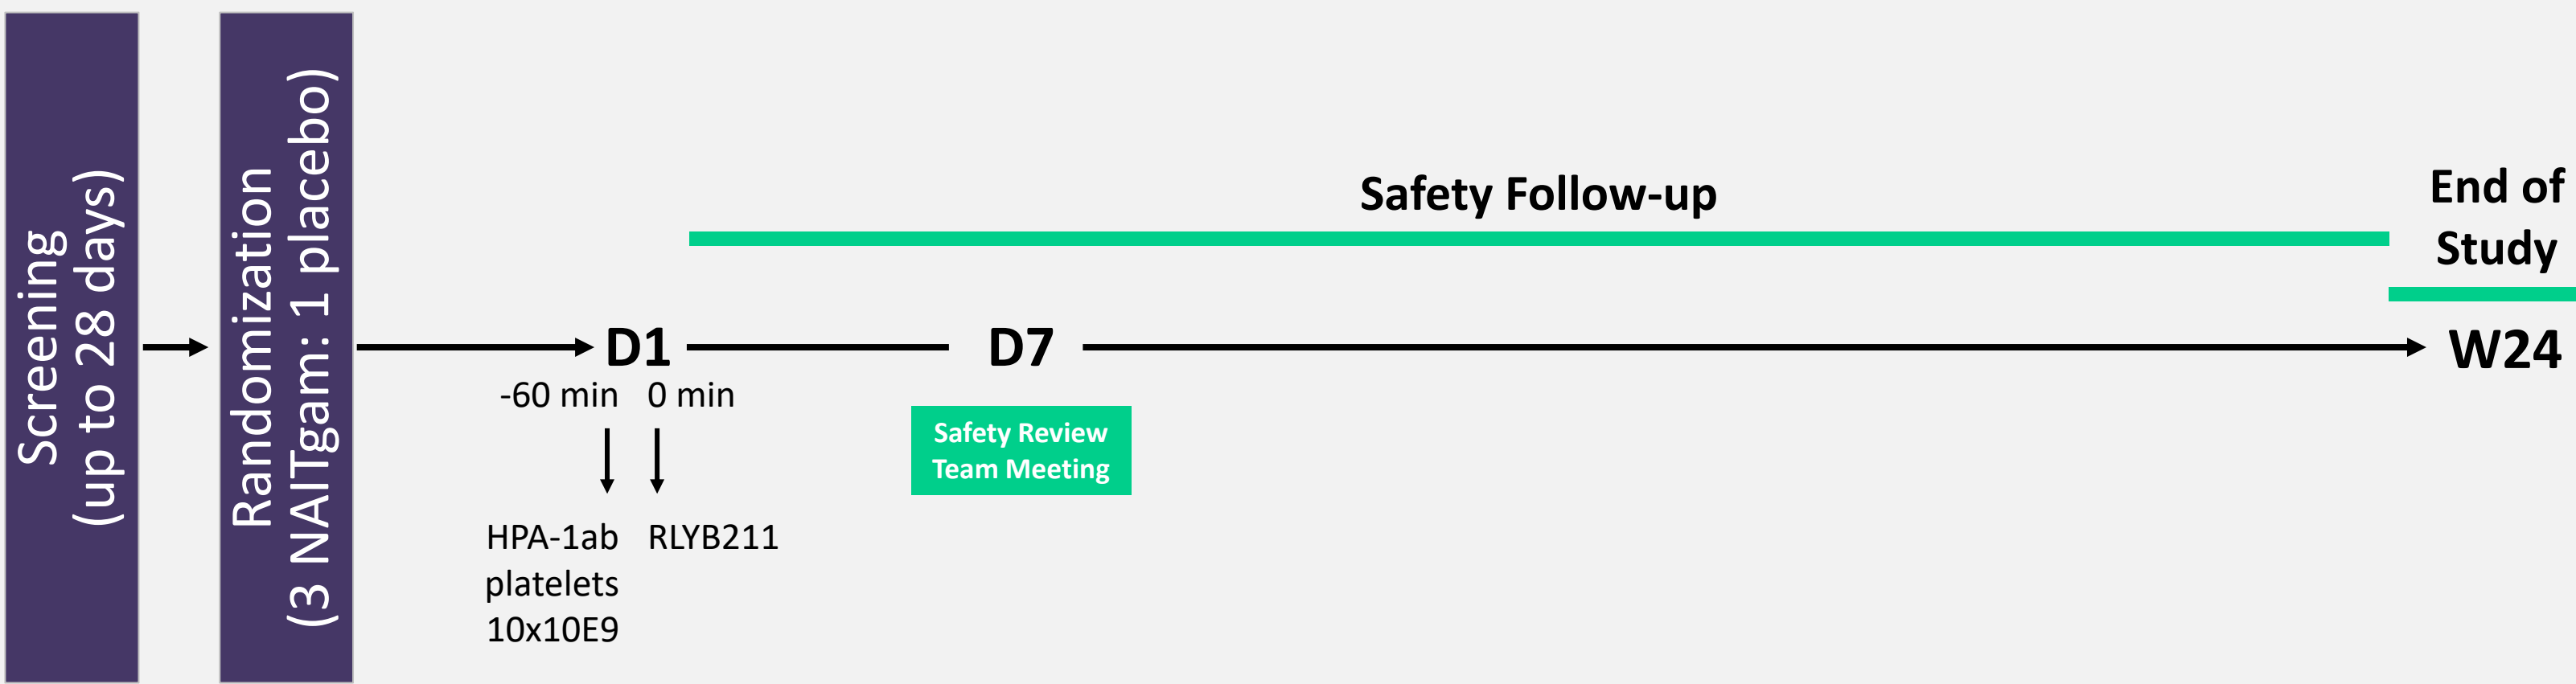 Screening
(up to 28 days)
Randomization
(3 NAITgam: 1 placebo)
Safety Follow-up
End of
Study
D1
D7
W24
-60 min
0 min
Safety Review
Team Meeting
HPA-1ab
platelets
10x10E9
RLYB211